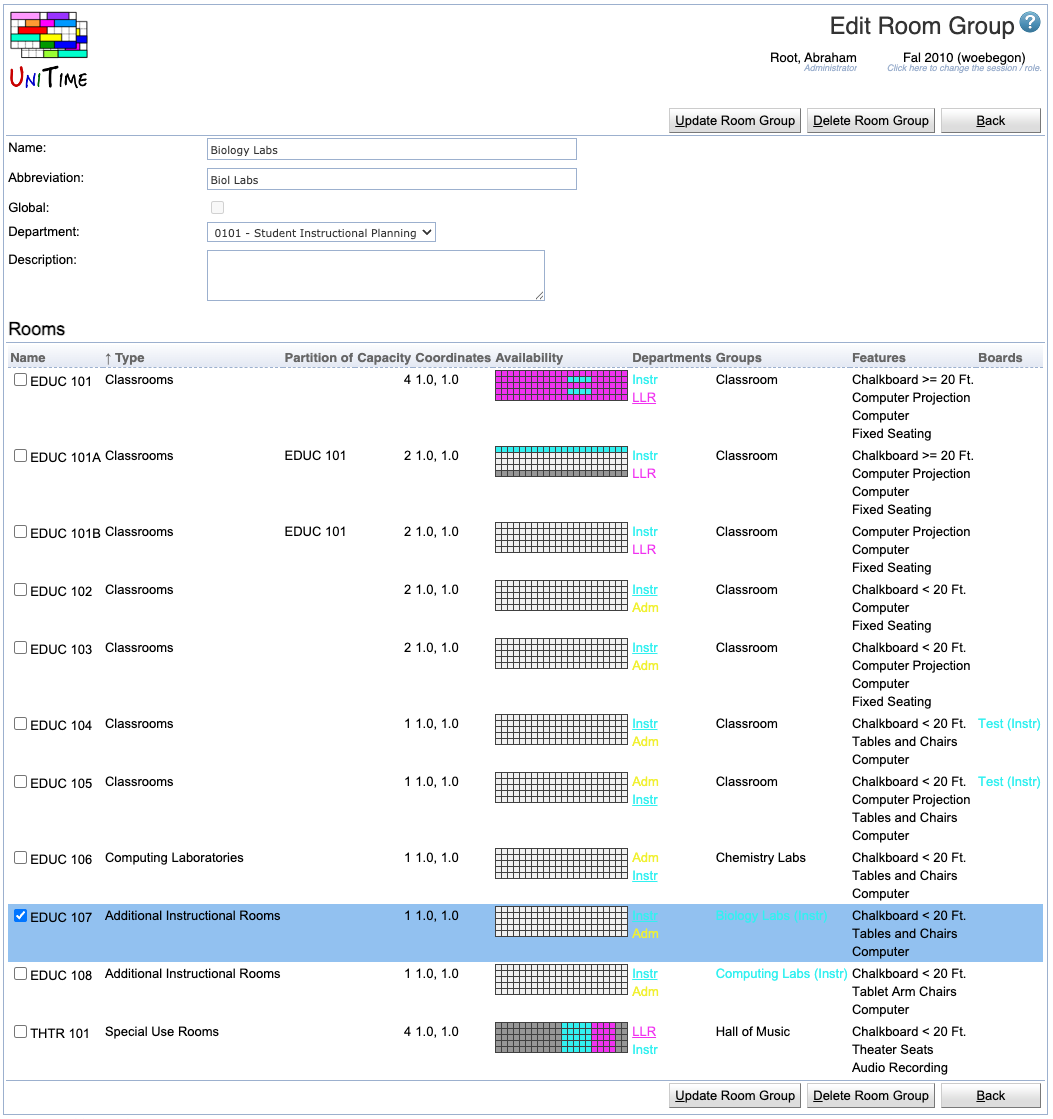 Edit Room Group ?
UNITIME
Root, Abraham Fal 2010 (woebegon)
Administrator Click here to change the session / role.
Update Room Group Delete Room Group Back
Name: Biology Labs
Abbreviation: Biol Labs
Global:
Department: 0101 - Student Instructional Planning
Description:
Rooms
Name ↑ Type Partition of Capacity Coordinates Availability Departments Groups Features Boards
EDUC 101 Classrooms 4 1.0, 1.0 Instr Classroom Chalkboard >= 20 Ft.
LLR Computer Projection
Computer
Fixed Seating
EDUC 101A Classrooms EDUC 101 2 1.0, 1.0 Instr Classroom Chalkboard >= 20 Ft.
LLR Computer Projection
Computer
Fixed Seating
EDUC 101B Classrooms EDUC 101 2 1.0, 1.0 Instr Classroom Computer Projection
LLR Computer
Fixed Seating
EDUC 102 Classrooms 2 1.0, 1.0 Instr Classroom Chalkboard < 20 Ft.
Adm Computer
Fixed Seating
EDUC 103 Classrooms 2 1.0, 1.0 Instr Classroom Chalkboard < 20 Ft.
Adm Computer Projection
Computer
Fixed Seating
EDUC 104 Classrooms 1 1.0, 1.0 Instr Classroom Chalkboard < 20 Ft. Test (Instr)
Adm Tables and Chairs
Computer
EDUC 105 Classrooms 1 1.0, 1.0 Adm Classroom Chalkboard < 20 Ft. Test (Instr)
Instr Computer Projection
Tables and Chairs
Computer
EDUC 106 Computing Laboratories 1 1.0, 1.0 Adm Chemistry Labs Chalkboard < 20 Ft.
Instr Tables and Chairs
Computer
EDUC 107 Additional Instructional Rooms 1 1.0, 1.0 Instr Biology Labs (Instr) Chalkboard < 20 Ft.
Adm Tables and Chairs
Computer
EDUC 108 Additional Instructional Rooms 1 1.0, 1.0 Instr Computing Labs (Instr) Chalkboard < 20 Ft.
Adm Tablet Arm Chairs
Computer
THTR 101 Special Use Rooms 4 1.0, 1.0 LLR Hall of Music Chalkboard < 20 Ft.
Instr Theater Seats
Audio Recording
Update Room Group Delete Room Group Back